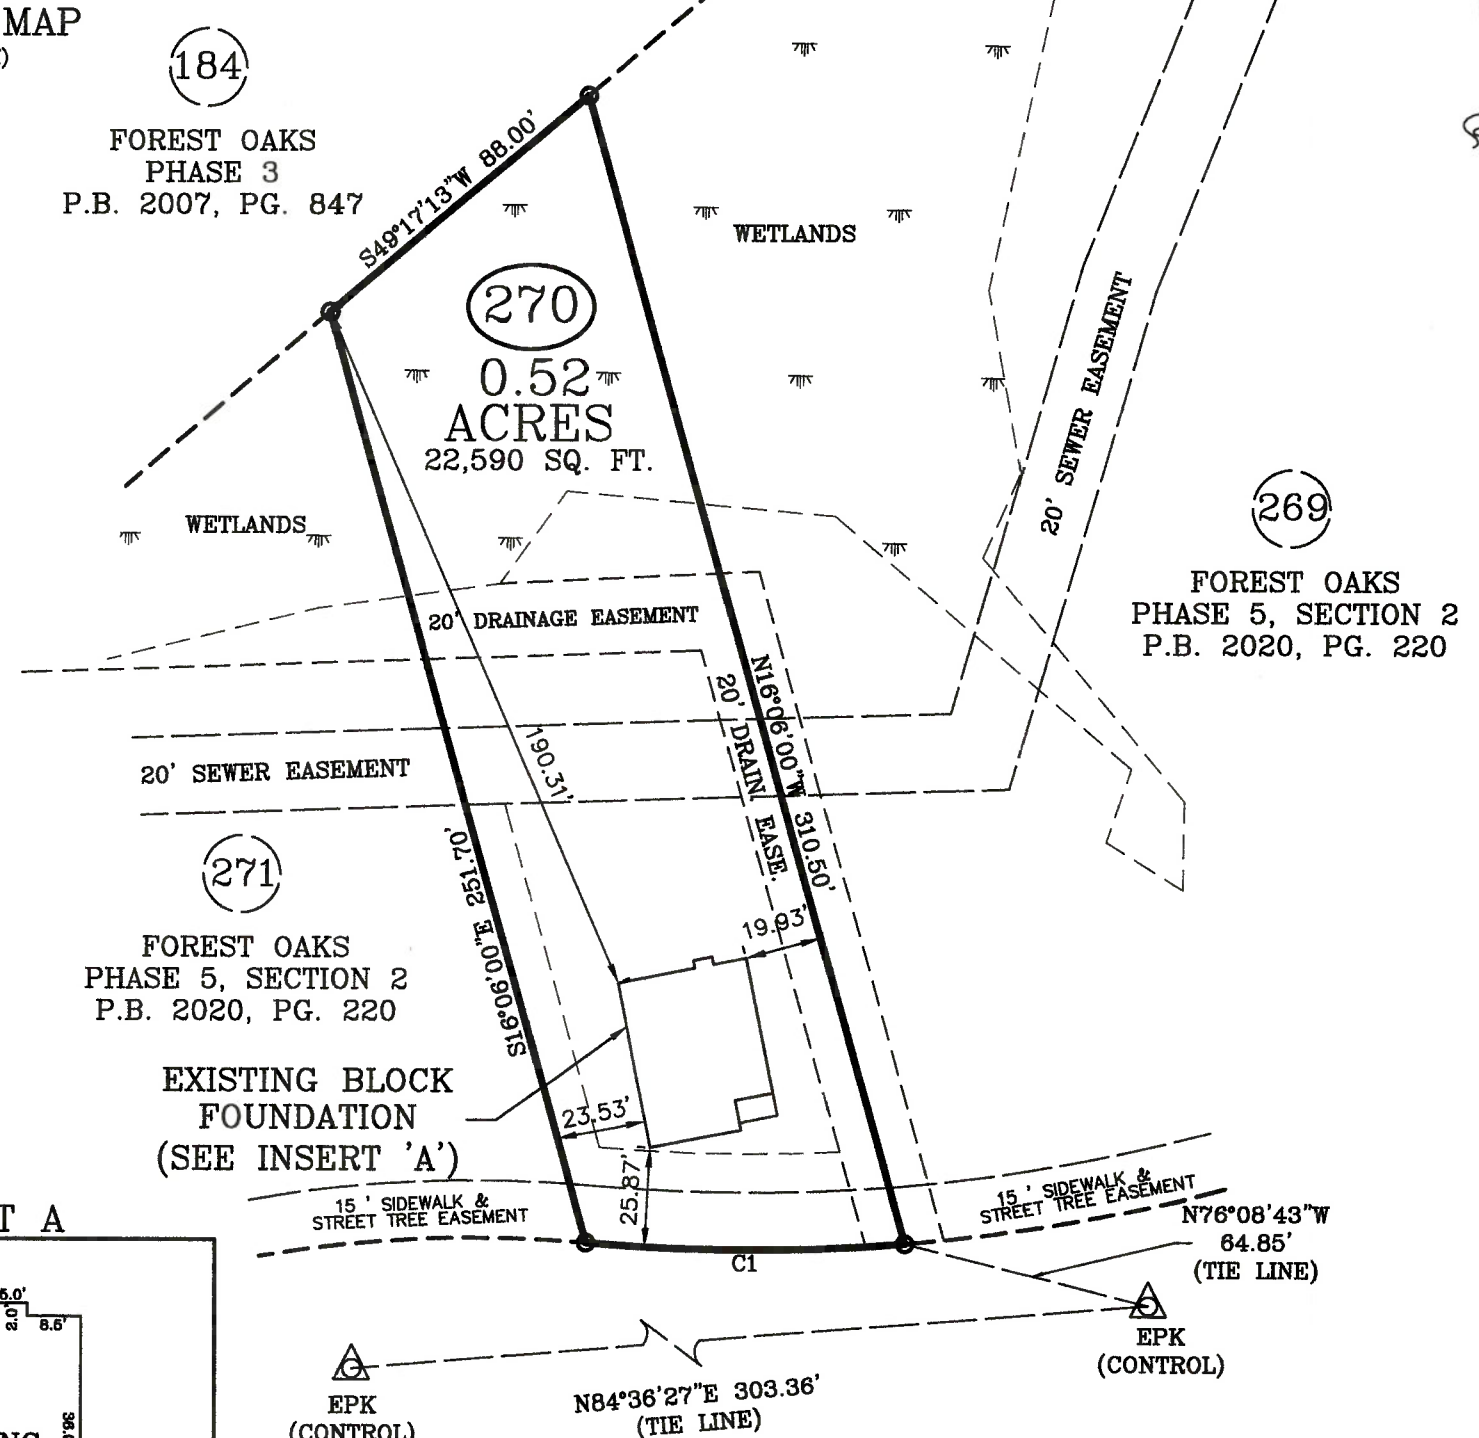 MAP
184
FOREST OAKS
PHASE 3
P.B. 2007, PG. 847
S49°17'13"W 88.00'
WETLANDS
270
0.52
ACRES
22,590 SQ. FT.
WETLANDS
20' SEWER EASEMENT
269
FOREST OAKS
PHASE 5, SECTION 2
P.B. 2020, PG. 220
20' DRAINAGE EASEMENT
N16°06'00"W 310.50'
20' DRAIN. EASE.
190.31'
20' SEWER EASEMENT
S16°06'00"E 251.70'
271
FOREST OAKS
PHASE 5, SECTION 2
P.B. 2020, PG. 220
19.93'
EXISTING BLOCK
FOUNDATION
(SEE INSERT 'A')
23.53'
25.87'
15' SIDEWALK &
STREET TREE EASEMENT
15' SIDEWALK &
STREET TREE EASEMENT
N76°08'43"W
64.85'
(TIE LINE)
C1
T A
5.0'
2.0'
8.5'
EPK
(CONTROL)
N84°36'27"E 303.36'
(TIE LINE)
EPK
(CONTROL)